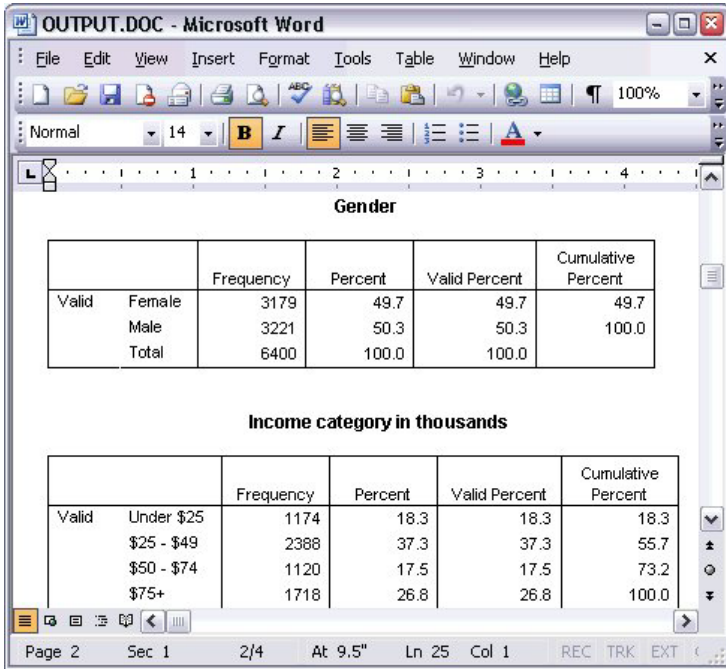 OUTPUT.DOC - Microsoft Word
File Edit View Insert Format Tools Table Window Help
100%
Normal 14 B I A
1 2 3 4
Gender
Frequency Percent Valid Percent Cumulative Percent
Valid Female 3179 49.7 49.7 49.7
Male 3221 50.3 50.3 100.0
Total 6400 100.0 100.0
Income category in thousands
Frequency Percent Valid Percent Cumulative Percent
Valid Under $25 1174 18.3 18.3 18.3
$25 - $49 2388 37.3 37.3 55.7
$50 - $74 1120 17.5 17.5 73.2
$75+ 1718 26.8 26.8 100.0
Page 2 Sec 1 2/4 At 9.5" Ln 25 Col 1 REC TRK EXT